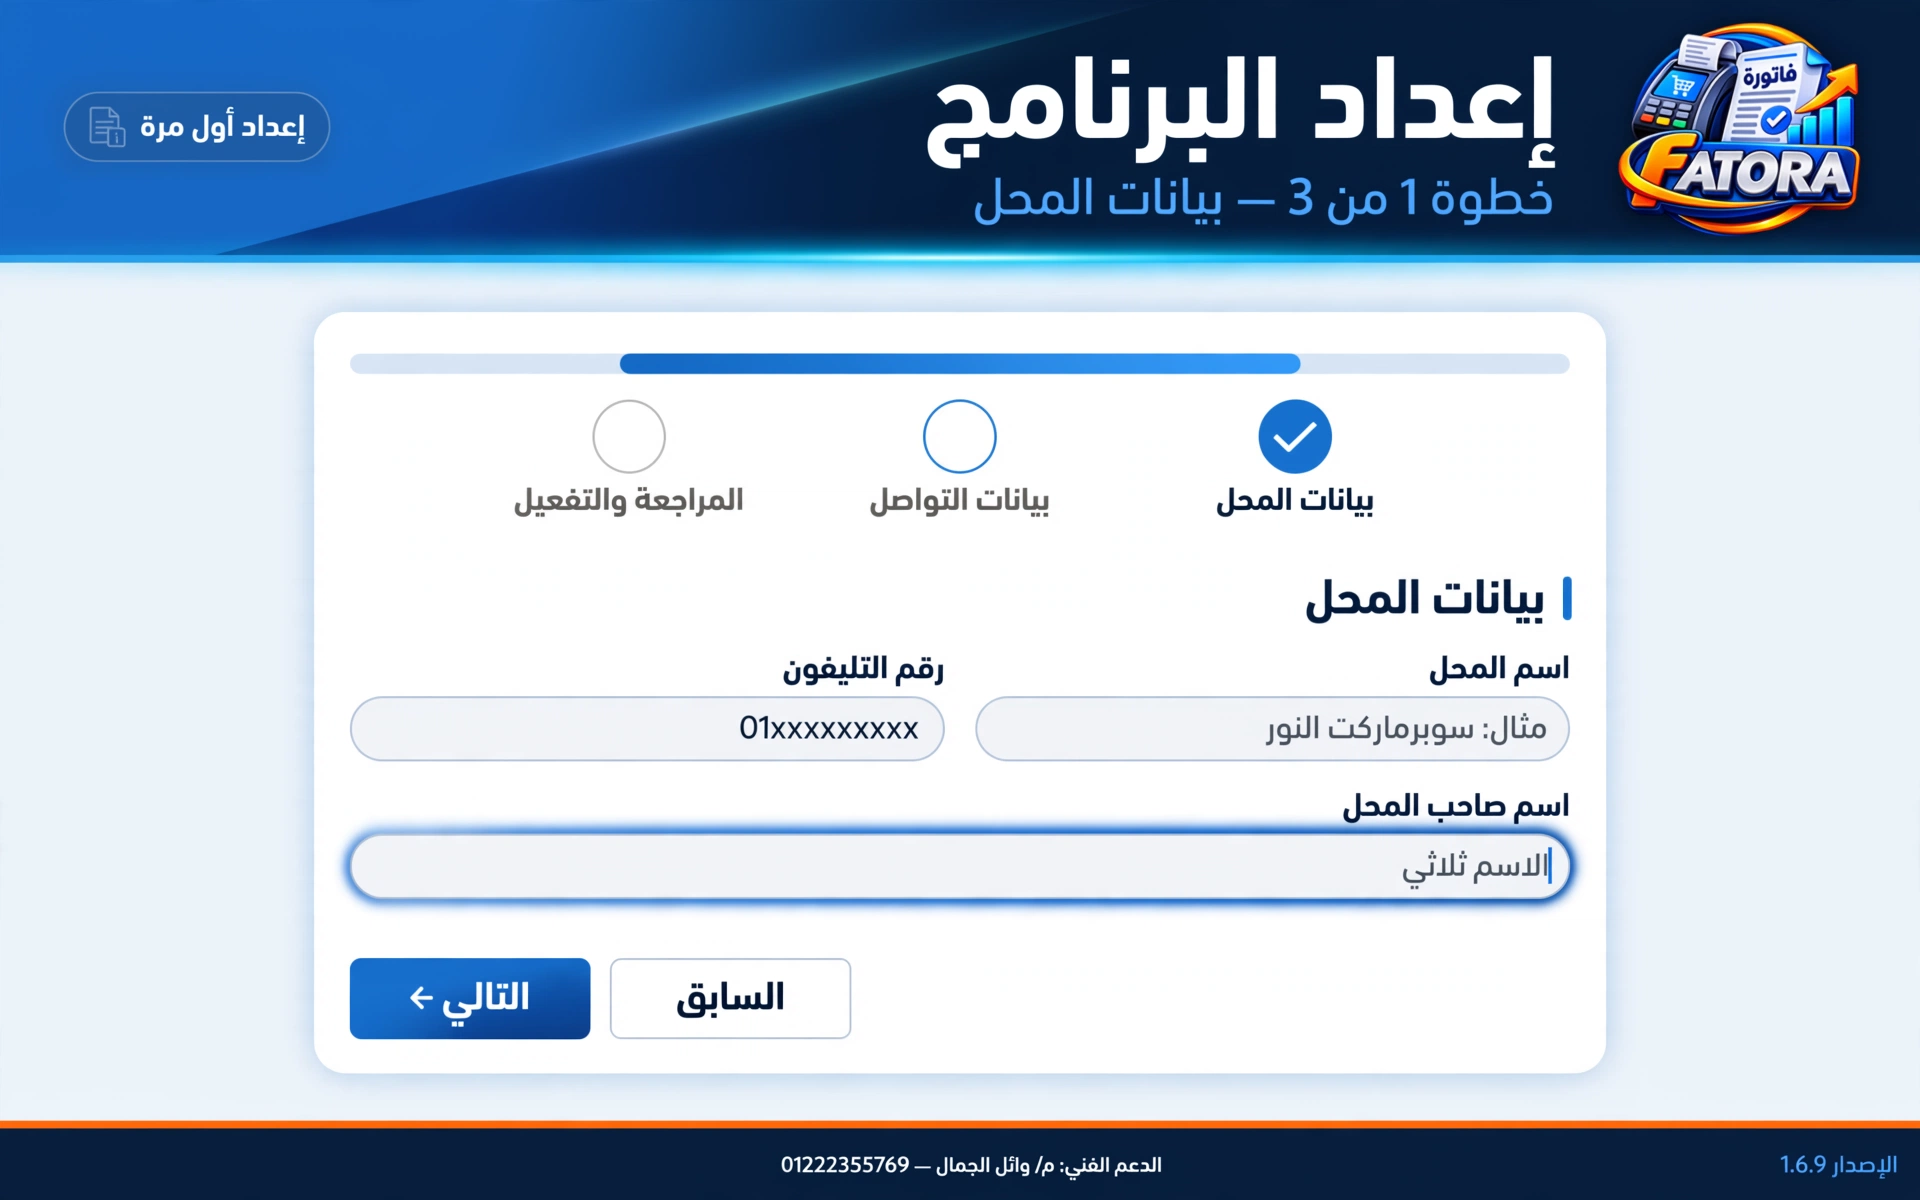 فاتورة
FATORA
إعداد البرنامج
خطوة 1 من 3 — بيانات المحل
إعداد أول مرة
بيانات المحل
بيانات التواصل
المراجعة والتفعيل
بيانات المحل
اسم المحل
رقم التليفون
مثال: سوبرماركت النور
01xxxxxxxxx
اسم صاحب المحل
الاسم ثلاثي
السابق
التالي ←
الإصدار 1.6.9
الدعم الفني: م/ وائل الجمال — 01222355769